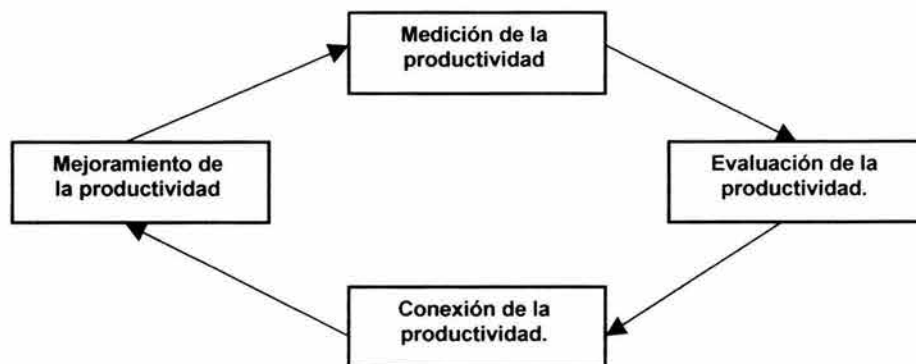 Medición de la
productividad
Mejoramiento de
la productividad
Evaluación de la
productividad.
Conexión de la
productividad.